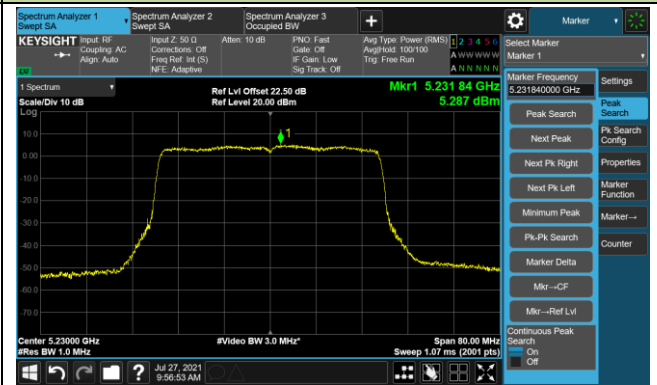 Spectrum Analyzer 1
Swept SA
Spectrum Analyzer 2
Swept SA
Spectrum Analyzer 3
Occupied BW
+
Marker
KEYSIGHT
Input: RF
Coupling: AC
Align: Auto
Input Z: 50 Ω
Corrections: Off
Freq Ref: Int (S)
NFE: Adaptive
Atten: 10 dB
PNO: Fast
Gate: Off
IF Gain: Low
Sig Track: Off
Avg Type: Power (RMS)
Avg|Hold: 100/100
Trig: Free Run
1 2 3 4 5 6
A W W W W W
A N N N N N
Select Marker
Marker 1
1 Spectrum
Scale/Div 10 dB
Log
Ref Lvl Offset 22.50 dB
Ref Level 20.00 dBm
Mkr1 5.231 84 GHz
5.287 dBm
1
10.0
0.00
-10.0
-20.0
-30.0
-40.0
-50.0
-60.0
-70.0
Center 5.23000 GHz
#Res BW 1.0 MHz
#Video BW 3.0 MHz*
Span 80.00 MHz
Sweep 1.07 ms (2001 pts)
Marker Frequency
5.231840000 GHz
Peak Search
Next Peak
Next Pk Right
Next Pk Left
Minimum Peak
Pk-Pk Search
Marker Delta
Mkr→CF
Mkr→Ref Lvl
Continuous Peak
Search
On
Off
Settings
Peak
Search
Pk Search
Config
Properties
Marker
Function
Marker→
Counter
?
Jul 27, 2021
9:56:53 AM